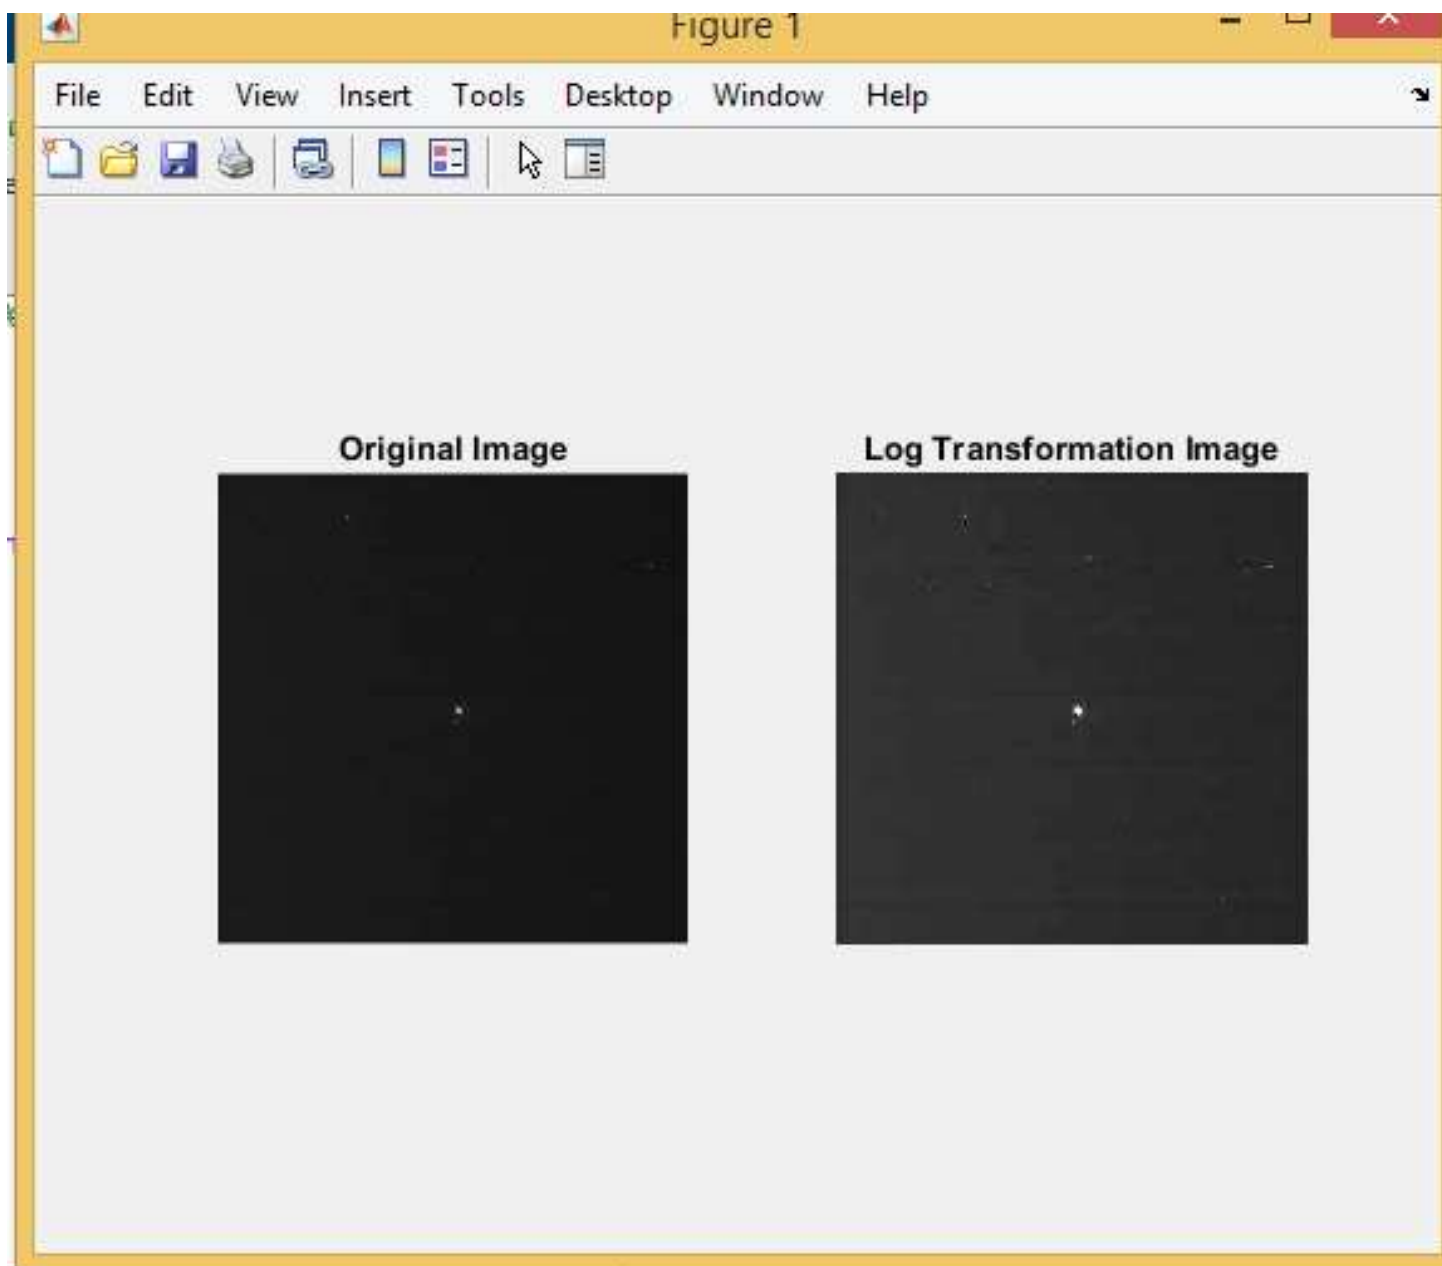 Figure 1
File Edit View Insert Tools Desktop Window Help
Original Image
Log Transformation Image